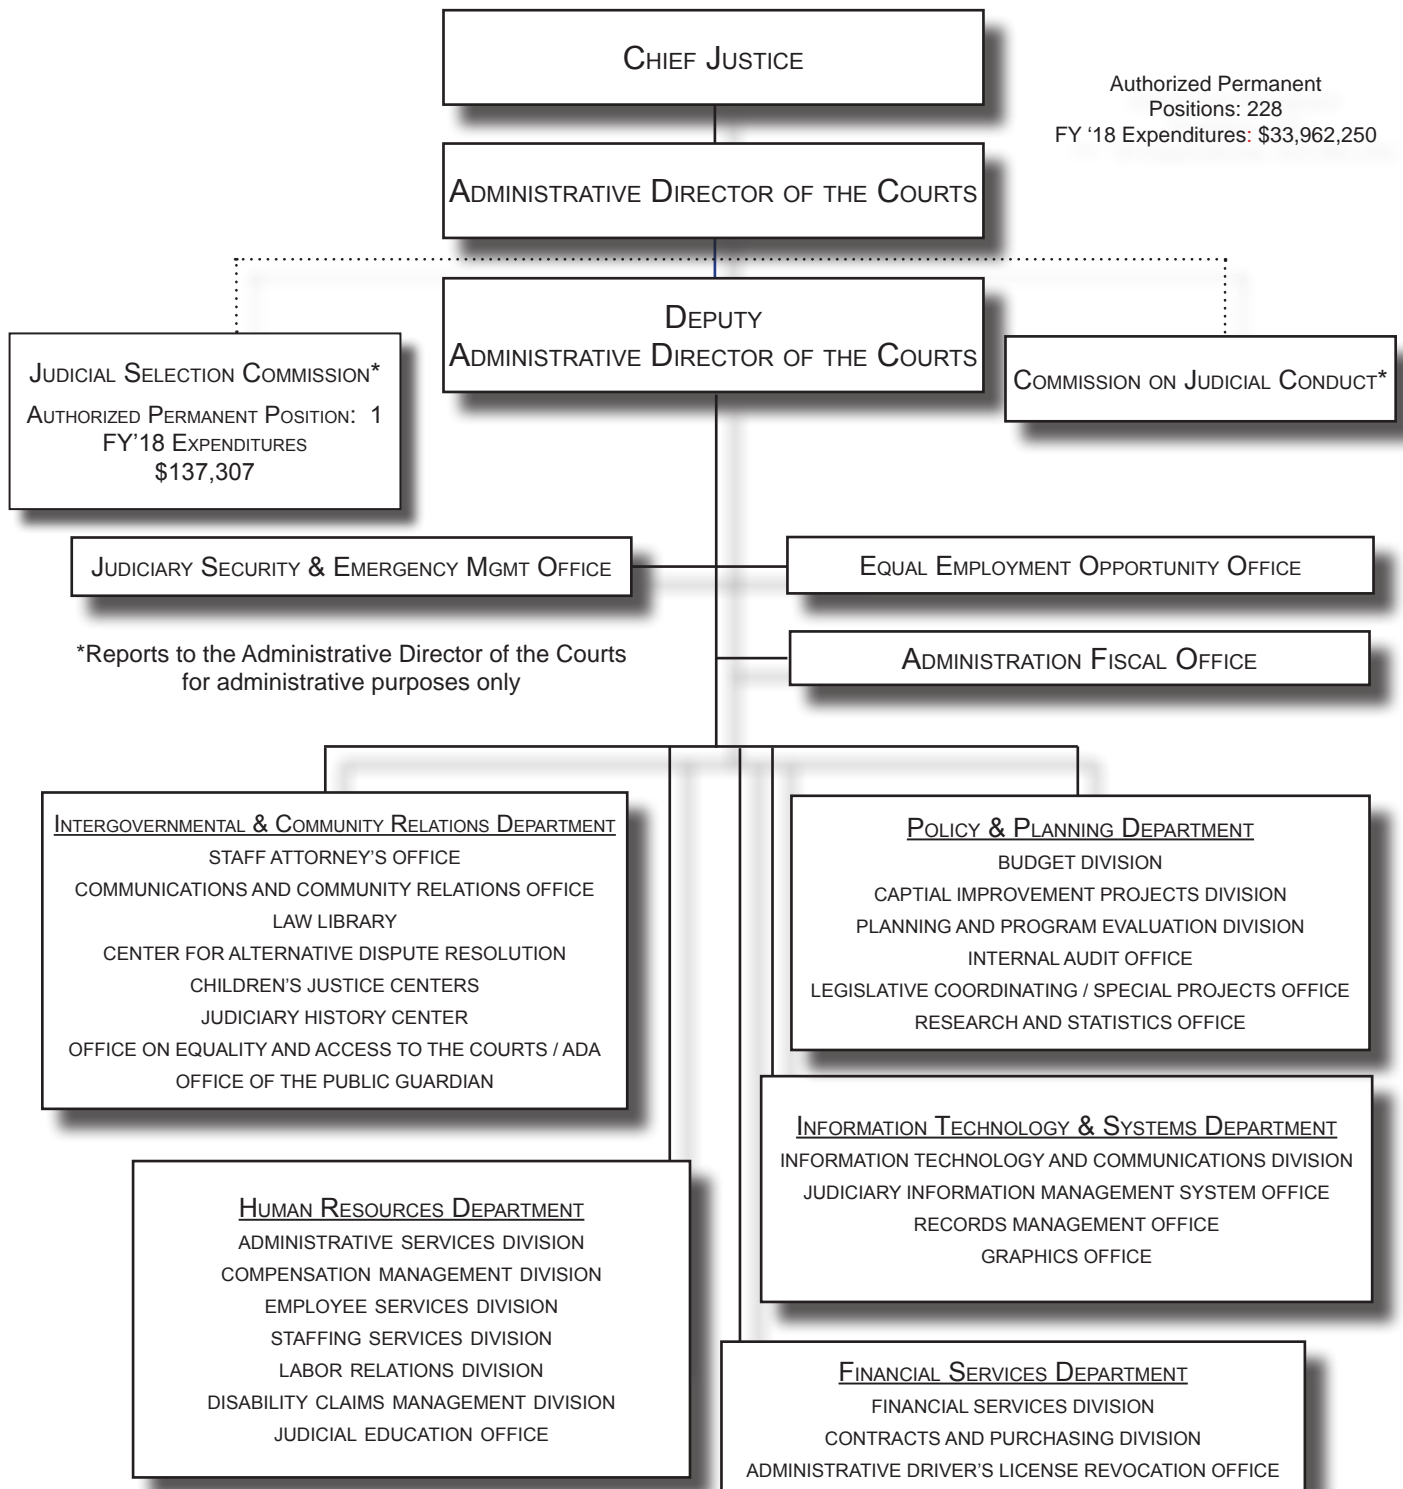 Chief Justice
Authorized Permanent
Positions: 228
FY ‘18 Expenditures: $33,962,250
Administrative Director of the Courts
Deputy
Administrative Director of the Courts
Judicial Selection Commission*
Authorized Permanent Position: 1
FY’18 Expenditures
$137,307
Commission on Judicial Conduct*
Judiciary Security & Emergency Mgmt Office
Equal Employment Opportunity Office
*Reports to the Administrative Director of the Courts
for administrative purposes only
Administration Fiscal Office
Intergovernmental & Community Relations Department
STAFF ATTORNEY’S OFFICE
COMMUNICATIONS AND COMMUNITY RELATIONS OFFICE
LAW LIBRARY
CENTER FOR ALTERNATIVE DISPUTE RESOLUTION
CHILDREN’S JUSTICE CENTERS
JUDICIARY HISTORY CENTER
OFFICE ON EQUALITY AND ACCESS TO THE COURTS / ADA
OFFICE OF THE PUBLIC GUARDIAN
Policy & Planning Department
BUDGET DIVISION
CAPTIAL IMPROVEMENT PROJECTS DIVISION
PLANNING AND PROGRAM EVALUATION DIVISION
INTERNAL AUDIT OFFICE
LEGISLATIVE COORDINATING / SPECIAL PROJECTS OFFICE
RESEARCH AND STATISTICS OFFICE
Information Technology & Systems Department
INFORMATION TECHNOLOGY AND COMMUNICATIONS DIVISION
JUDICIARY INFORMATION MANAGEMENT SYSTEM OFFICE
RECORDS MANAGEMENT OFFICE
GRAPHICS OFFICE
Human Resources Department
ADMINISTRATIVE SERVICES DIVISION
COMPENSATION MANAGEMENT DIVISION
EMPLOYEE SERVICES DIVISION
STAFFING SERVICES DIVISION
LABOR RELATIONS DIVISION
DISABILITY CLAIMS MANAGEMENT DIVISION
JUDICIAL EDUCATION OFFICE
Financial Services Department
FINANCIAL SERVICES DIVISION
CONTRACTS AND PURCHASING DIVISION
ADMINISTRATIVE DRIVER’S LICENSE REVOCATION OFFICE